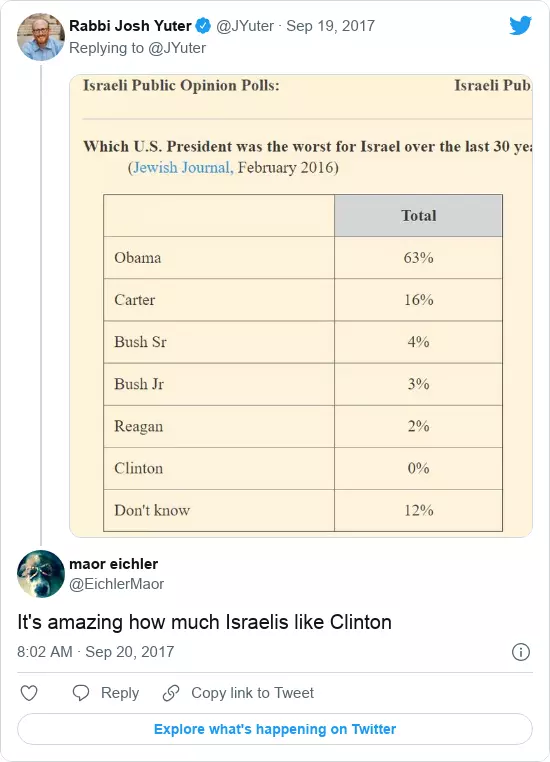 Rabbi Josh Yuter @JYuter · Sep 19, 2017
Replying to @JYuter
Israeli Public Opinion Polls: Israeli Pub
Which U.S. President was the worst for Israel over the last 30
(Jewish Journal, February 2016)
Total
Obama 63%
Carter 16%
Bush Sr 4%
Bush Jr 3%
Reagan 2%
Clinton 0%
Don't know 12%
maor eichler
@EichlerMaor
It's amazing how much Israelis like Clinton
8:02 AM · Sep 20, 2017
Reply Copy link to Tweet
Explore what's happening on Twitter